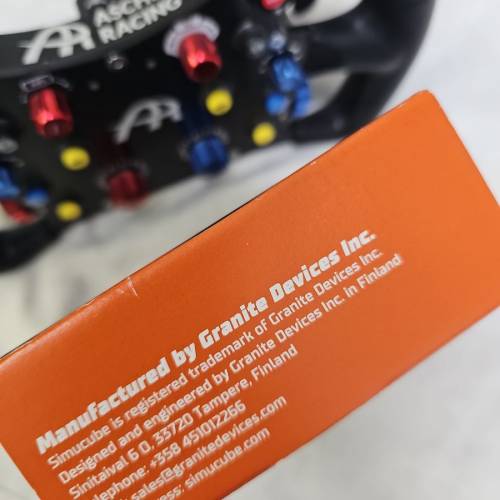 ASCHER
RACING
Manufactured by Granite Devices Inc.
Simucube is registered trademark of Granite Devices Inc.
Designed and engineered by Granite Devices Inc. in Finland
Sinitaival 6 D, 33720 Tampere, Finland
Telephone: +358 451012266
sales@granitedevices.com
simucube.com